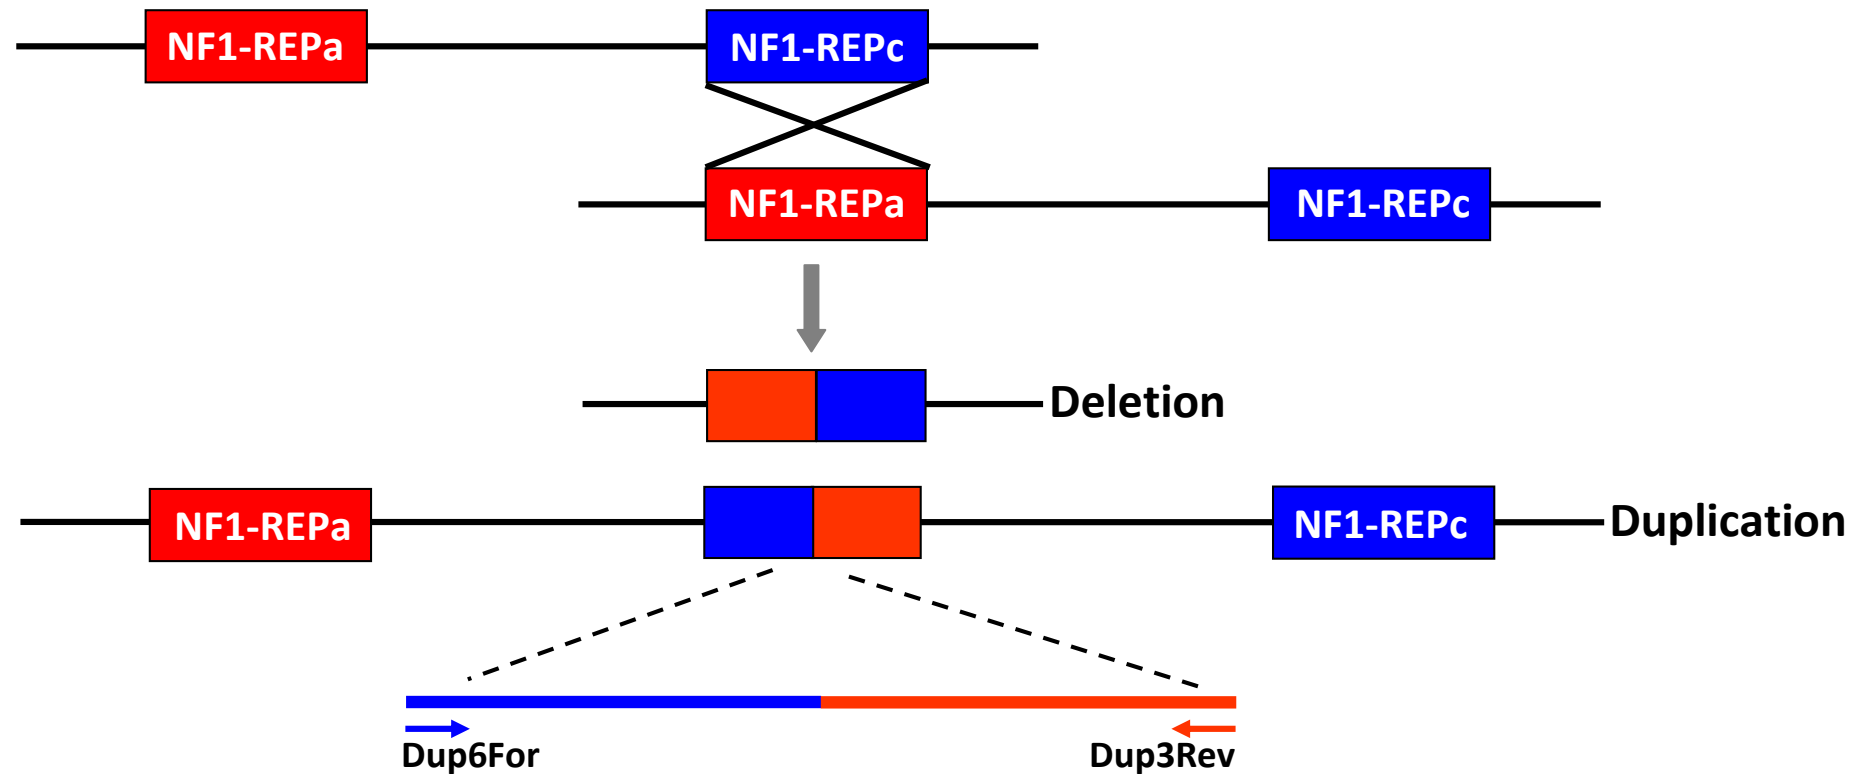 NF1-REPa
NF1-REPc
NF1-REPa
NF1-REPc
Deletion
NF1-REPa
NF1-REPc
Duplication
Dup6For
Dup3Rev